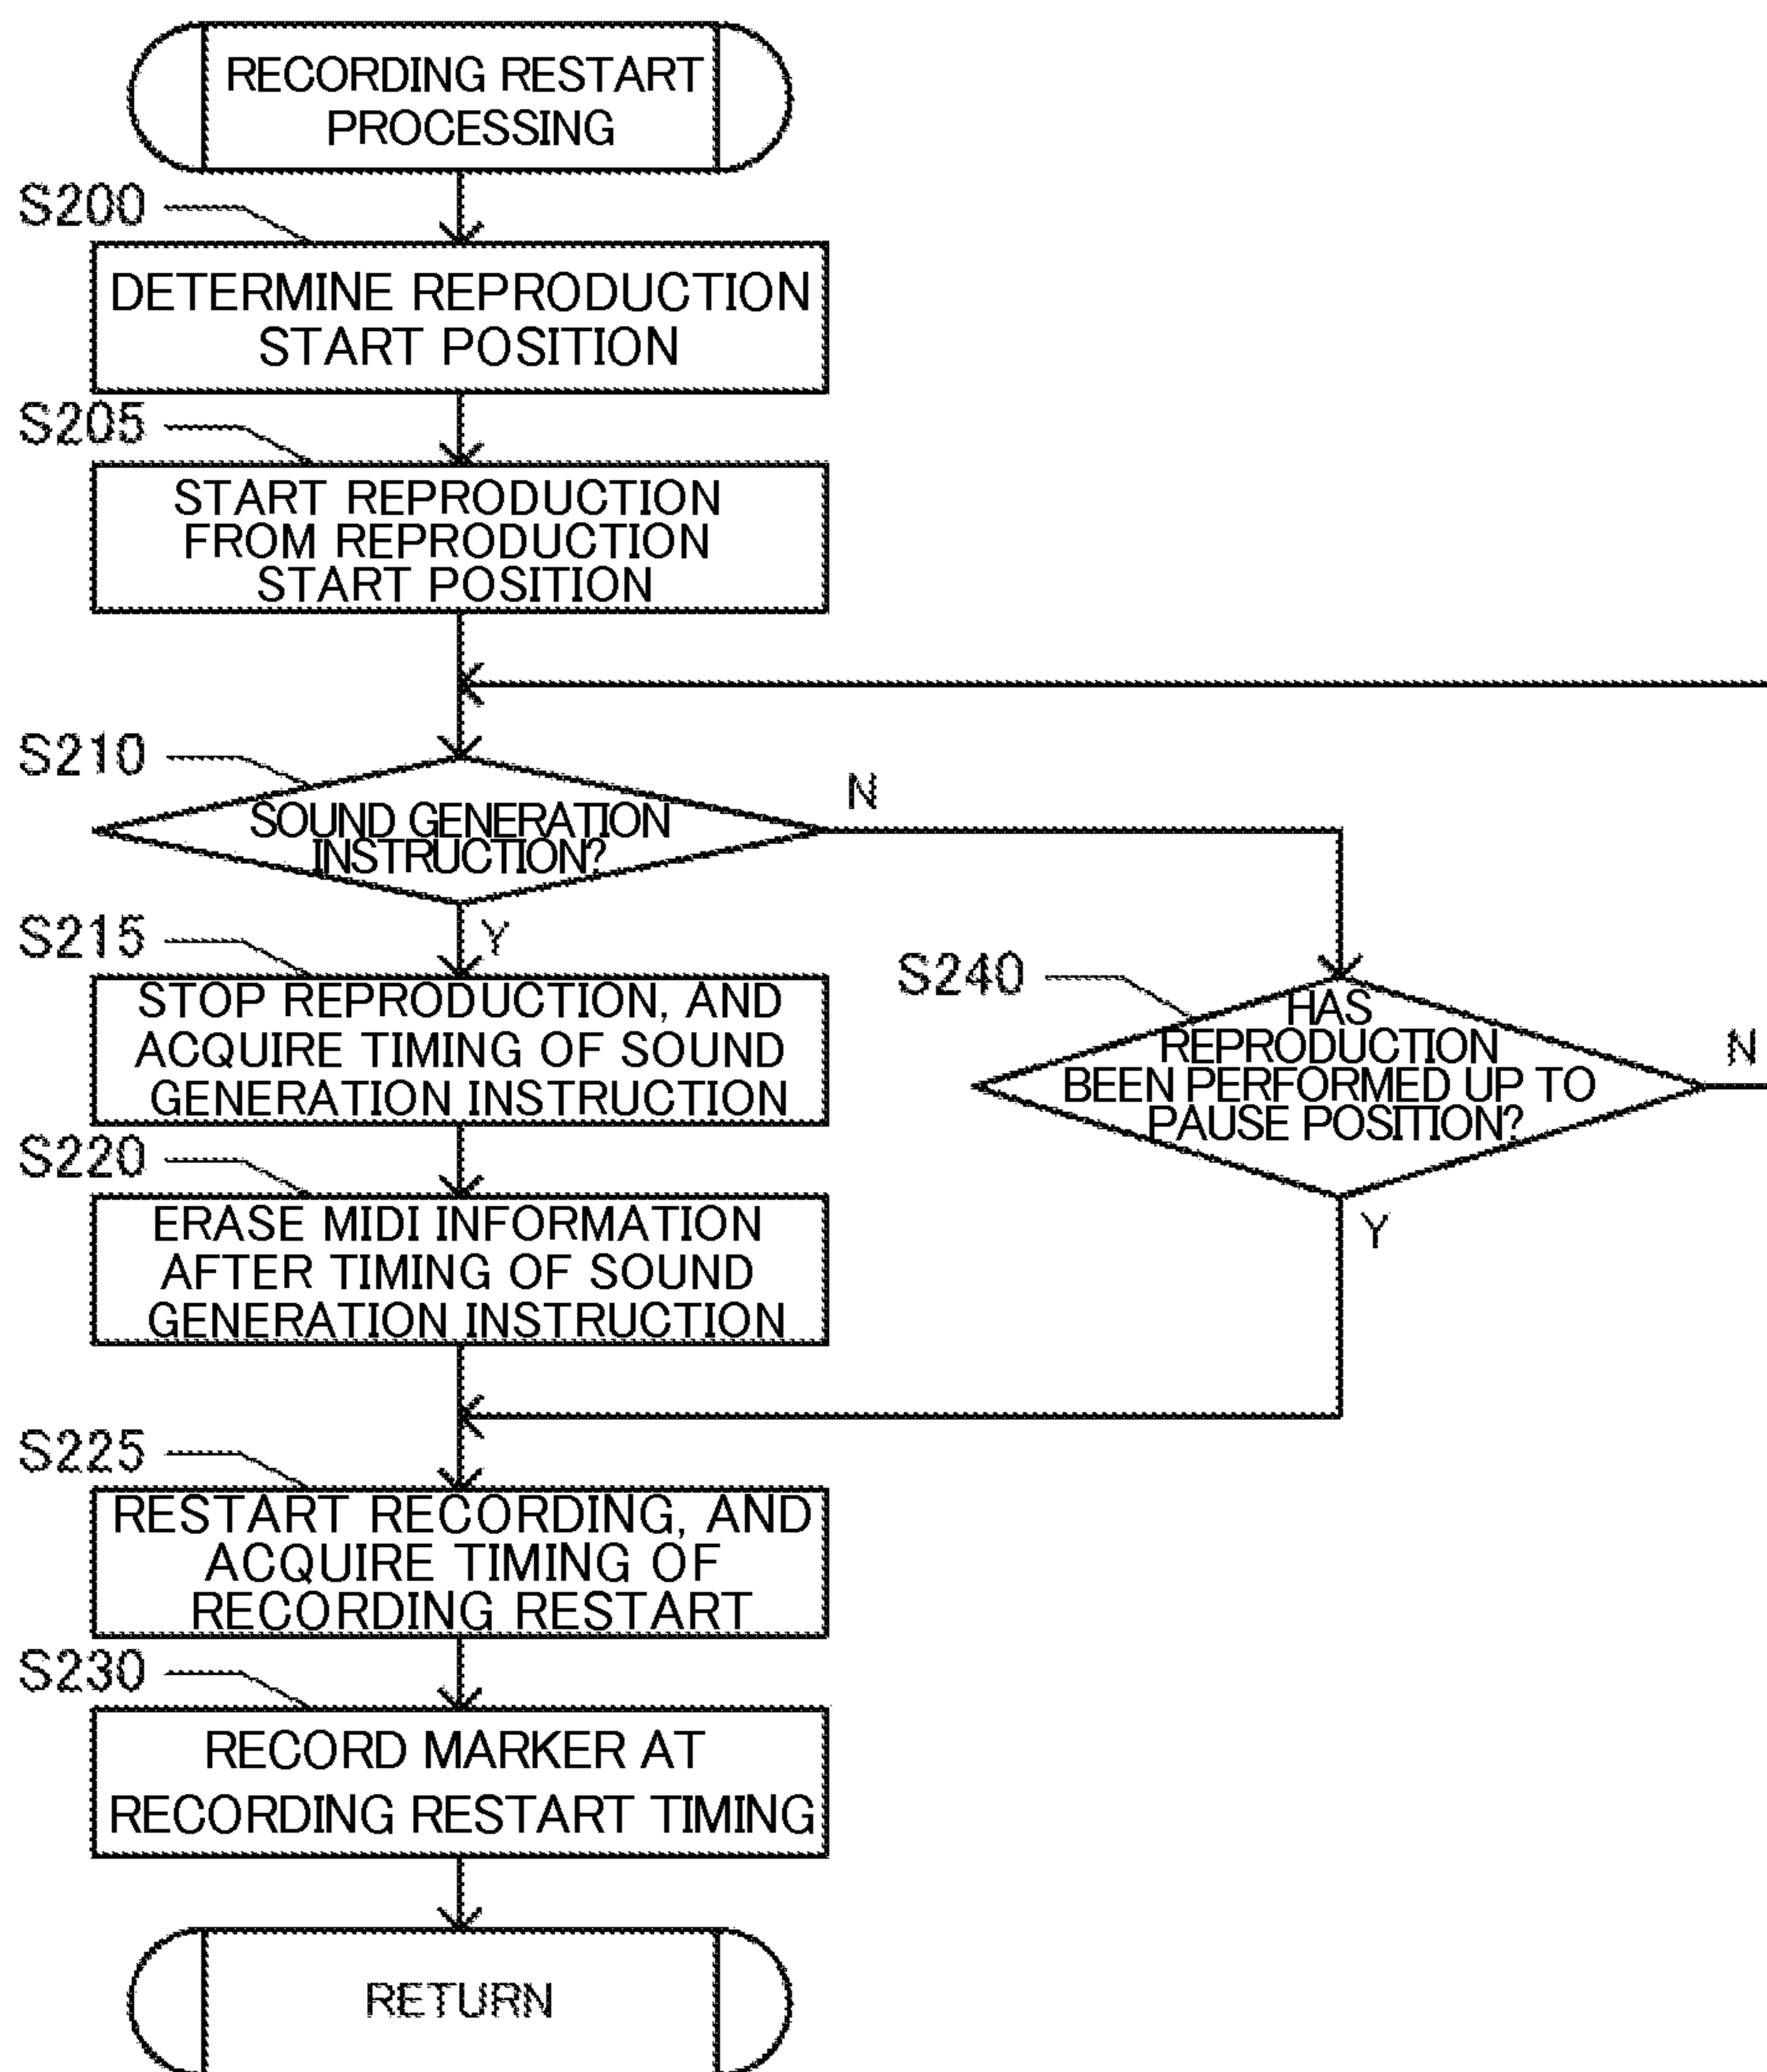 RECORDING RESTART
PROCESSING
S200
DETERMINE REPRODUCTION
START POSITION
S205
START REPRODUCTION
FROM REPRODUCTION
START POSITION
S210
SOUND GENERATION
INSTRUCTION?
N
Y
S215
STOP REPRODUCTION, AND
ACQUIRE TIMING OF SOUND
GENERATION INSTRUCTION
S240
HAS
REPRODUCTION
BEEN PERFORMED UP TO
PAUSE POSITION?
N
Y
S220
ERASE MIDI INFORMATION
AFTER TIMING OF SOUND
GENERATION INSTRUCTION
S225
RESTART RECORDING, AND
ACQUIRE TIMING OF
RECORDING RESTART
S230
RECORD MARKER AT
RECORDING RESTART TIMING
RETURN